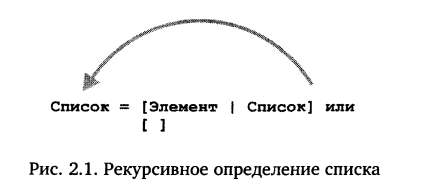 Список = [Элемент | Список] или
[ ]
Рис. 2.1. Рекурсивное определение списка